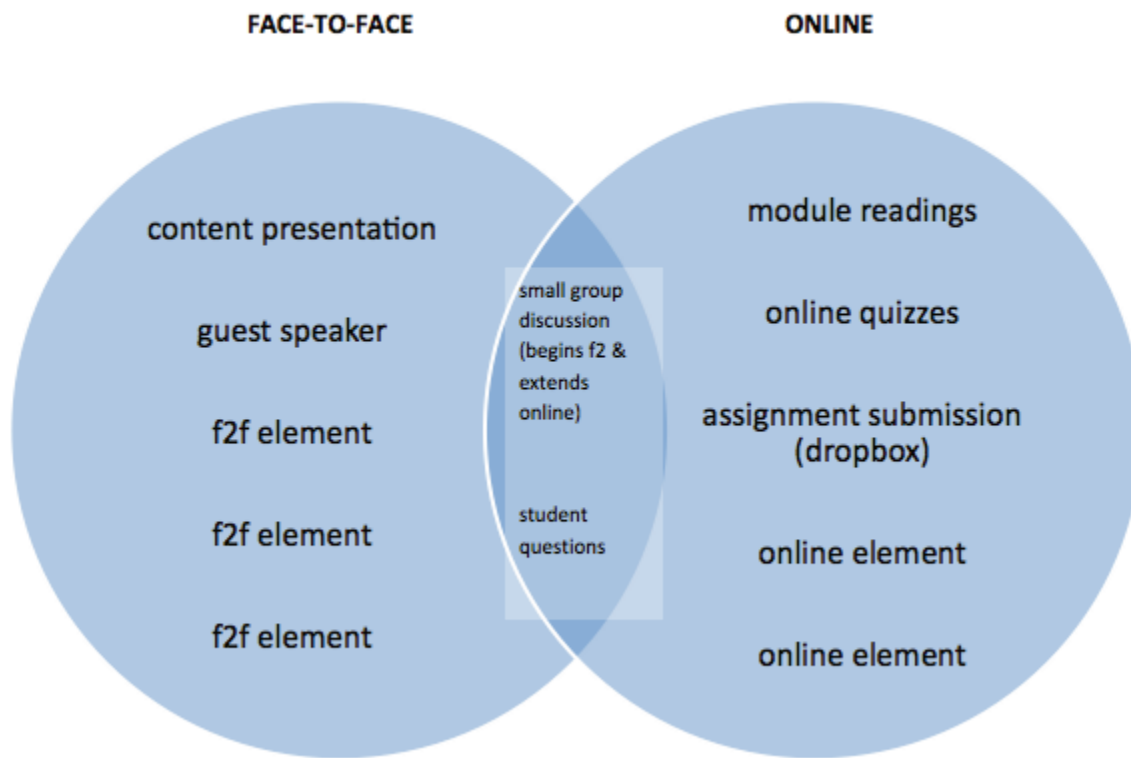 FACE-TO-FACE
ONLINE
content presentation
guest speaker
f2f element
f2f element
f2f element
small group
discussion
(begins f2 &
extends
online)
student
questions
module readings
online quizzes
assignment submission
(dropbox)
online element
online element